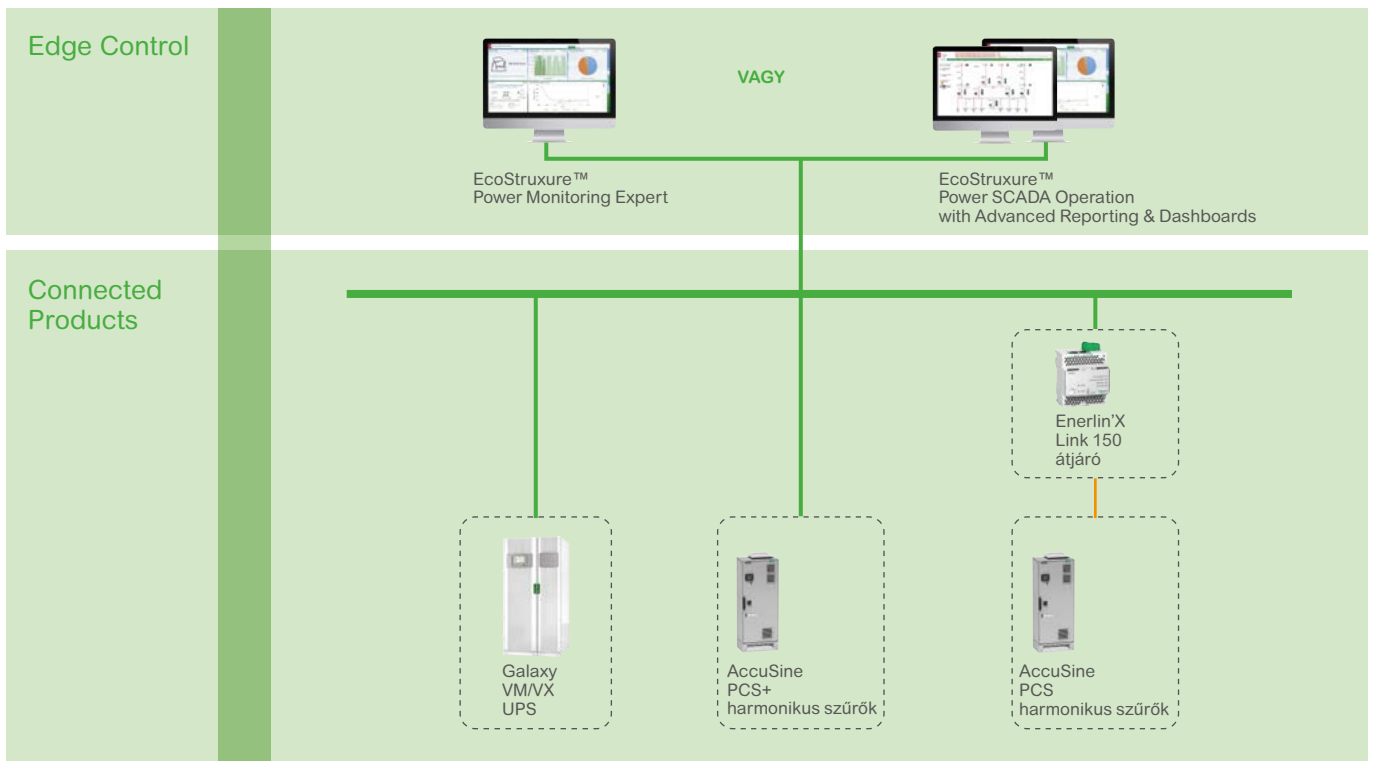 Edge Control
VAGY
EcoStruxure™
Power Monitoring Expert
EcoStruxure™
Power SCADA Operation
with Advanced Reporting & Dashboards
Connected
Products
Enerlin’X
Link 150
átjáró
Galaxy
VM/VX
UPS
AccuSine
PCS+
harmonikus szűrők
AccuSine
PCS
harmonikus szűrők